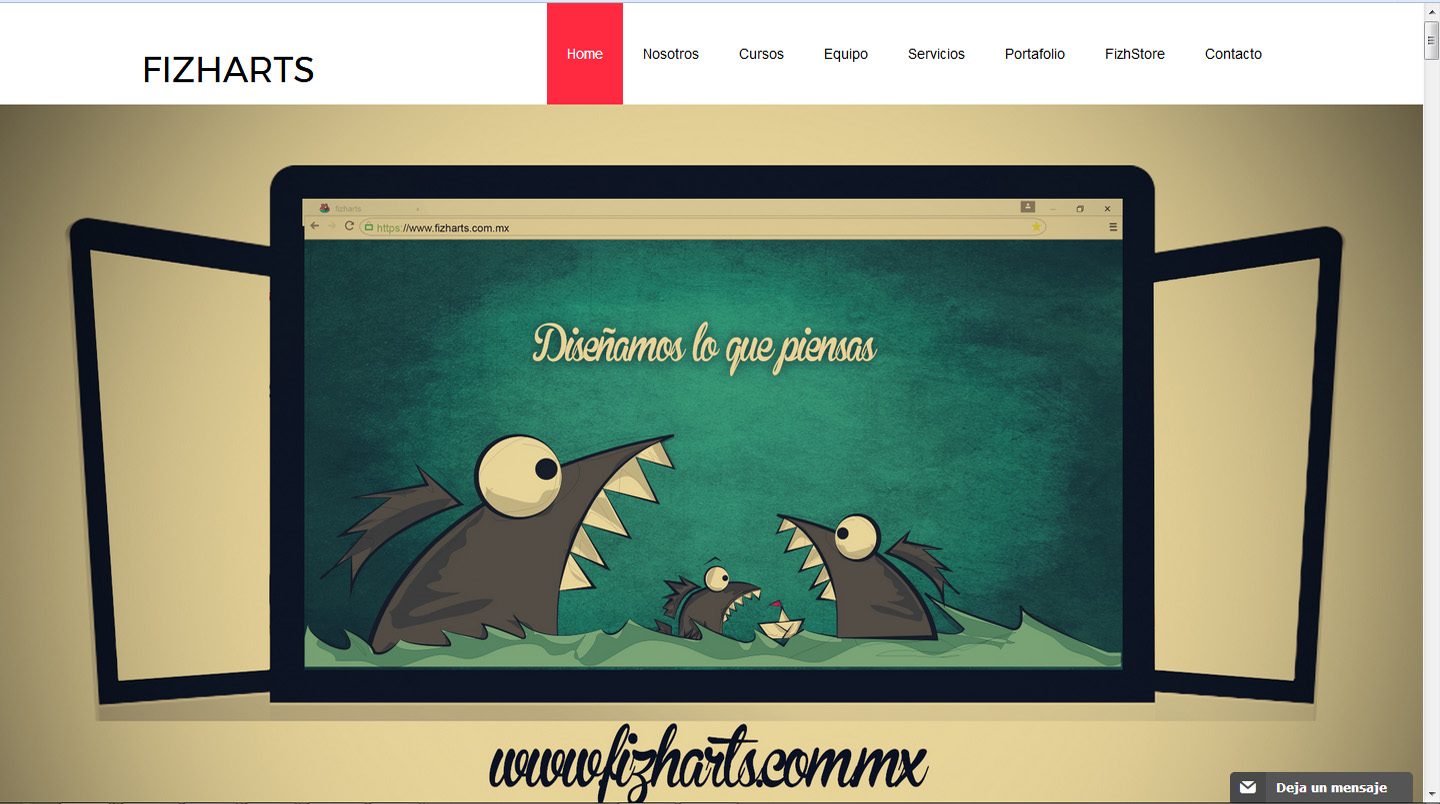 FIZHARTS
Home Nosotros Cursos Equipo Servicios Portafolio FizhStore Contacto
fizharts
https://www.fizharts.com.mx
Diseñamos lo que piensas
www.fizharts.com.mx
Deja un mensaje